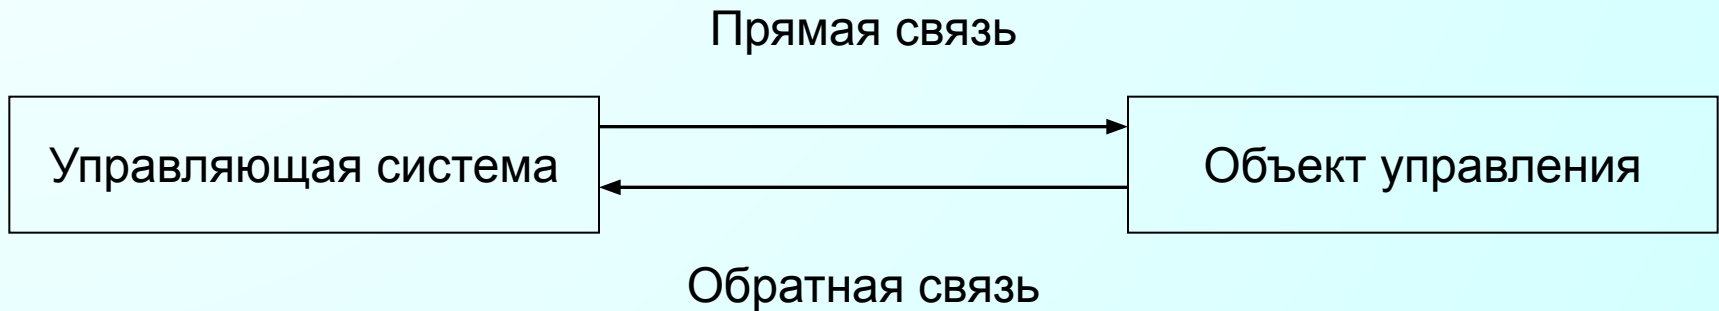 Прямая связь
Управляющая система
Объект управления
Обратная связь